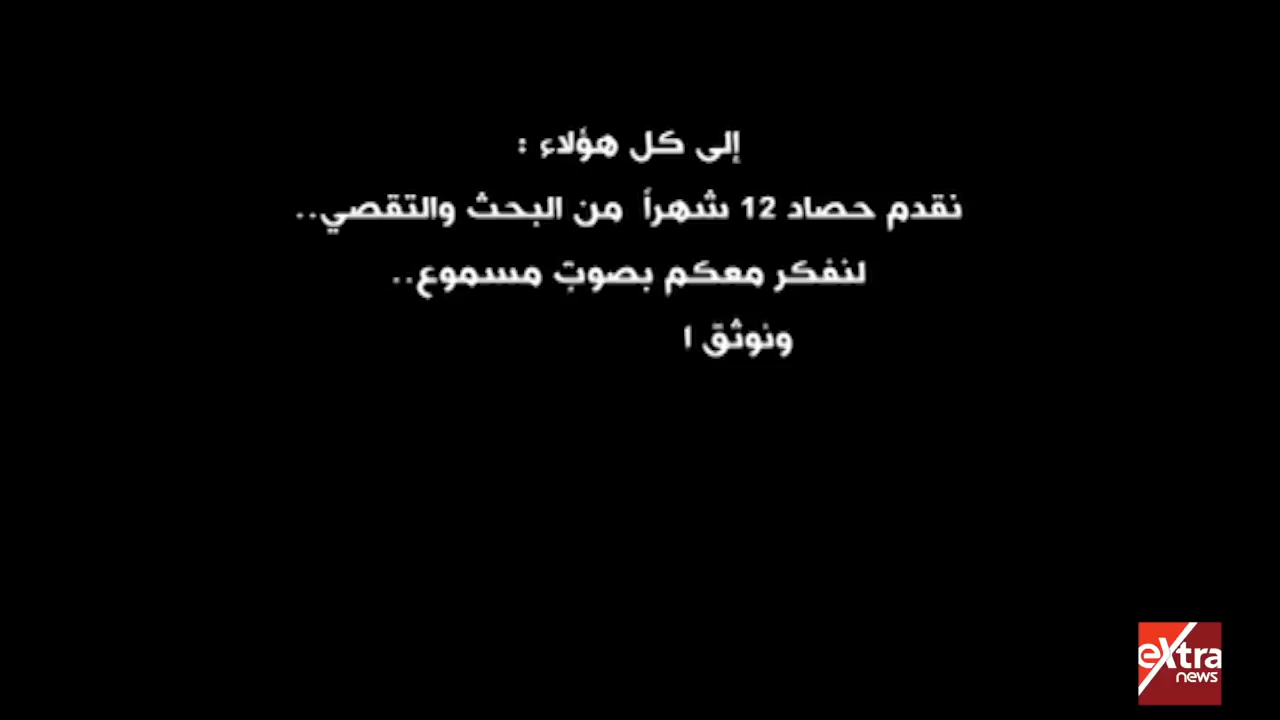 إلى كل هؤلاء :
نقدم حصاد 12 شهراً من البحث والتقصي..
لنفكر معكم بصوتٍ مسموع..
ونوثق ا
extra
news